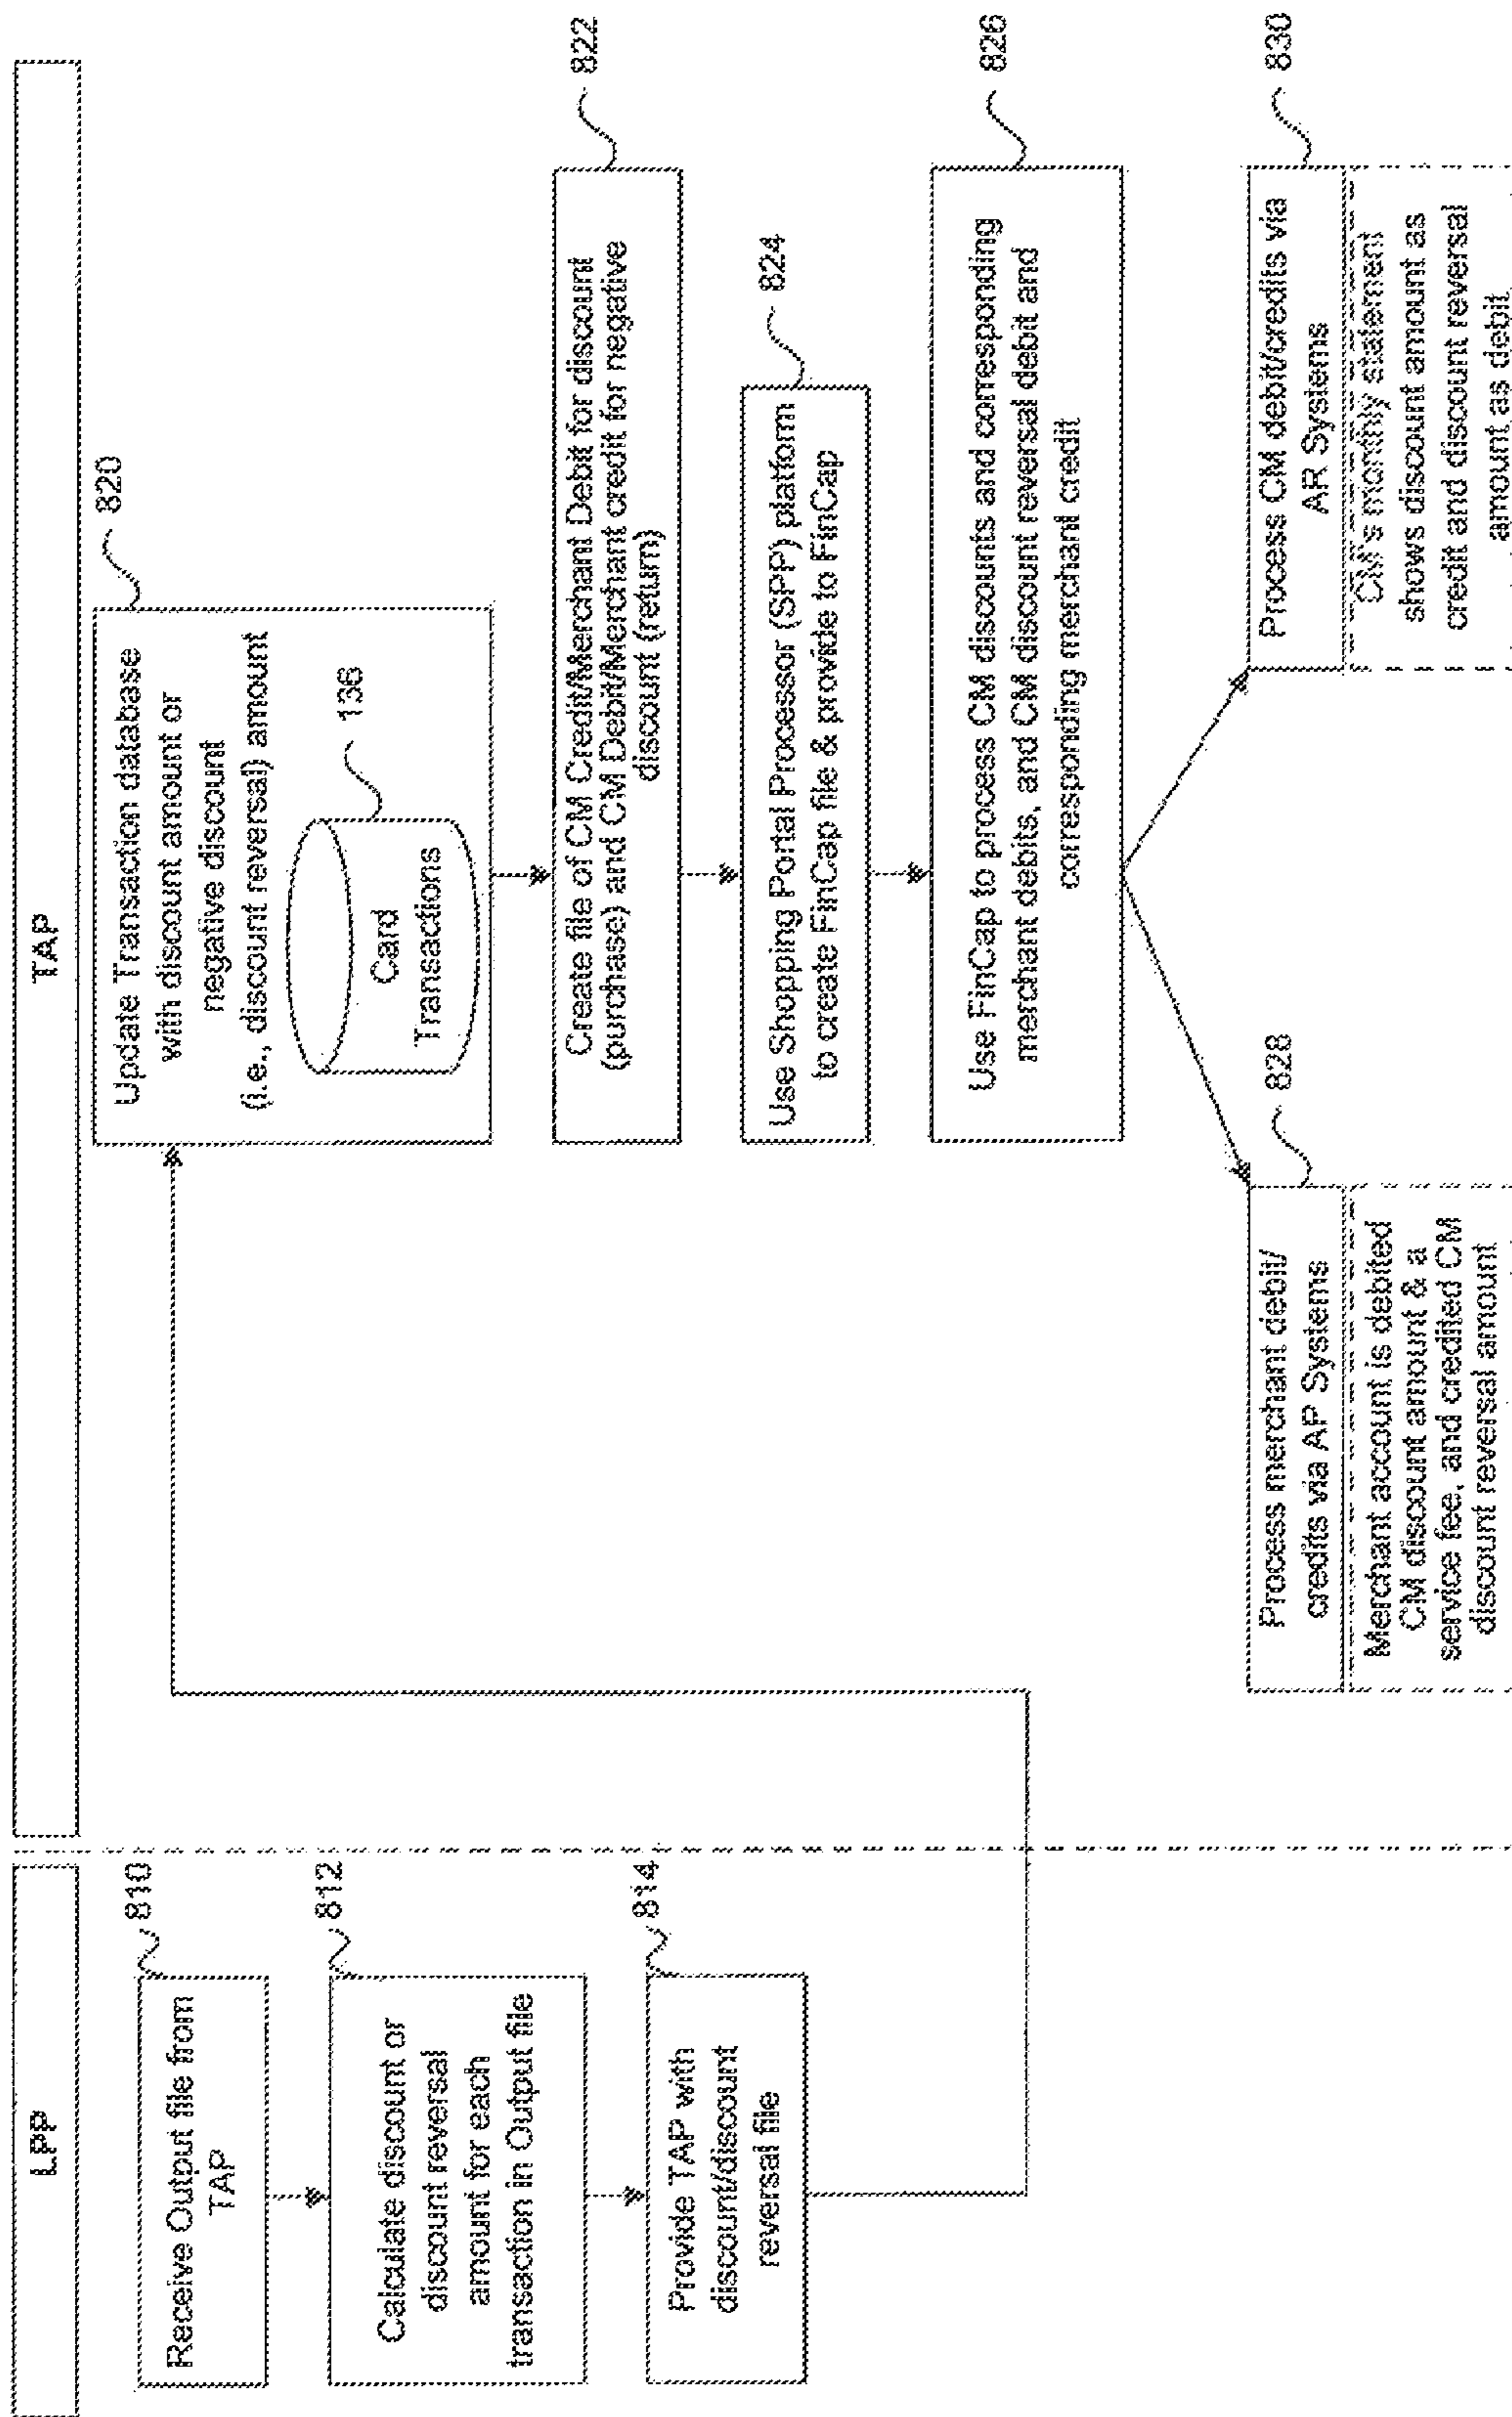 LPP
TAP
810
Receive Output file from
TAP
812
Calculate discount or
discount reversal
amount for each
transaction in Output file
814
Provide TAP with
discount/discount
reversal file
820
Update Transaction database
with discount amount or
negative discount
(i.e., discount reversal) amount
136
Card
Transactions
822
Create file of CM Credit/Merchant Debit for discount
(purchase) and CM Debit/Merchant credit for negative
discount (return)
824
Use Shopping Portal Processor (SPP) platform
to create FinCap file & provide to FinCap
826
Use FinCap to process CM discounts and corresponding
merchant debits, and CM discount reversal debit and
corresponding merchant credit
828
Process merchant debit/
credits via AP Systems
Merchant account is debited
CM discount amount & a
service fee, and credited CM
discount reversal amount
830
Process CM debit/credits via
AR Systems
CM's monthly statement
shows discount amount as
credit and discount reversal
amount as debit